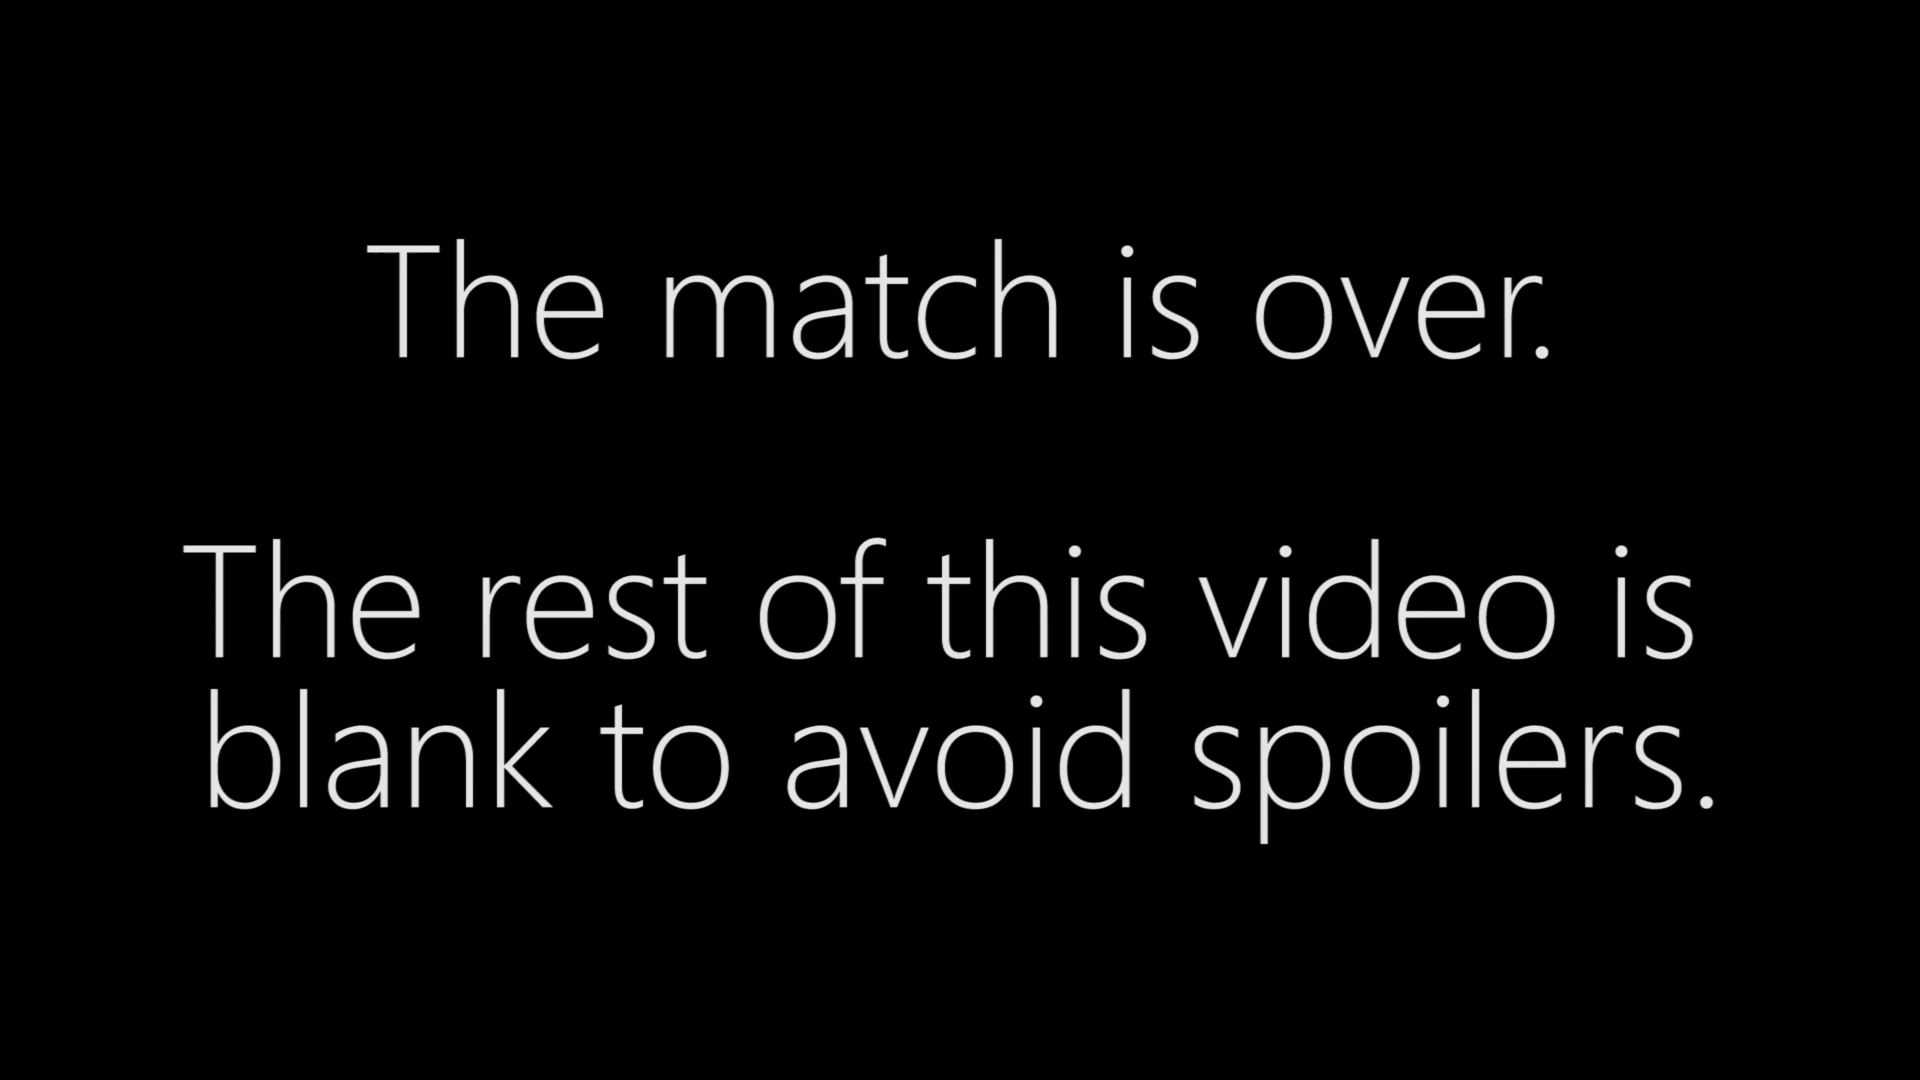 The match is over.
The rest of this video is
blank to avoid spoilers.